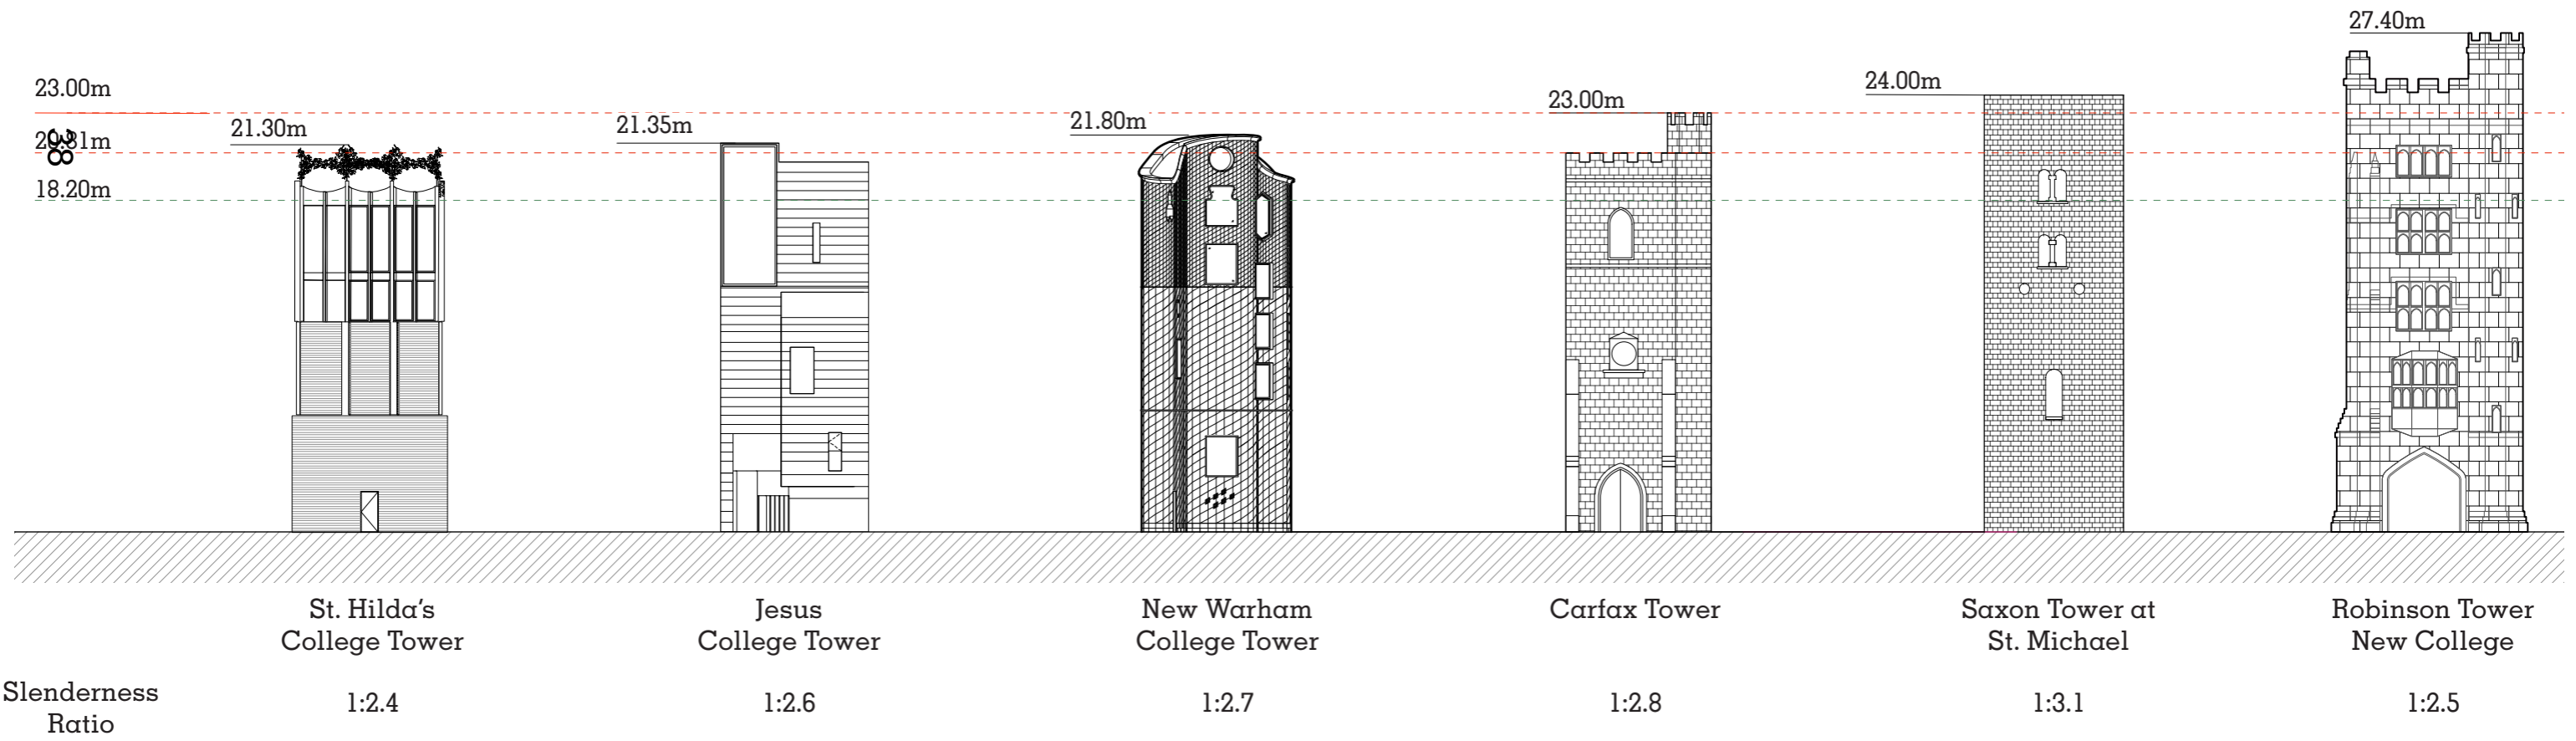 27.40m
23.00m
24.00m
23.00m
21.80m
21.35m
21.30m
38
18.20m
St. Hilda's
College Tower
Jesus
College Tower
New Warham
College Tower
Carfax Tower
Saxon Tower at
St. Michael
Robinson Tower
New College
Slenderness
Ratio
1:2.4
1:2.6
1:2.7
1:2.8
1:3.1
1:2.5